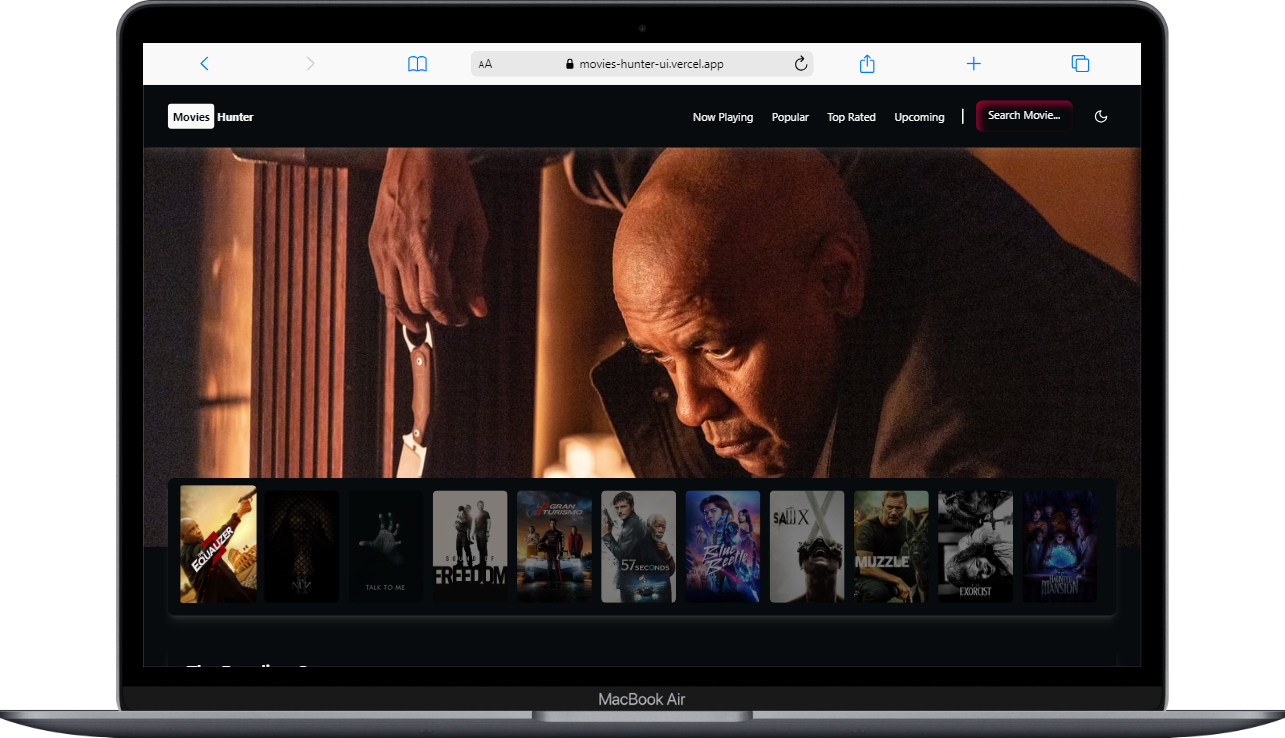 AA movies-hunter-ui.vercel.app
Movies Hunter
Now Playing Popular Top Rated Upcoming | Search Movie...
THE EQUALIZER
NUN
TALK TO ME
FREEDOM
GRAN TURISMO
57 SECONDS
Blue Beetle
SAW X
MUZZLE
EXORCIST
HAUNTED MANSION
MacBook Air